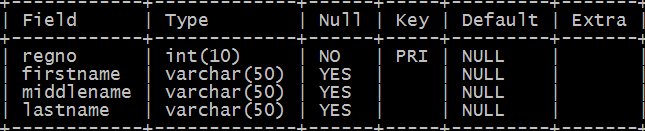 +------------+-------------+------+-----+---------+-------+
| Field      | Type        | Null | Key | Default | Extra |
+------------+-------------+------+-----+---------+-------+
| regno      | int(10)     | NO   | PRI | NULL    |       |
| firstname  | varchar(50) | YES  |     | NULL    |       |
| middlename | varchar(50) | YES  |     | NULL    |       |
| lastname   | varchar(50) | YES  |     | NULL    |       |
+------------+-------------+------+-----+---------+-------+